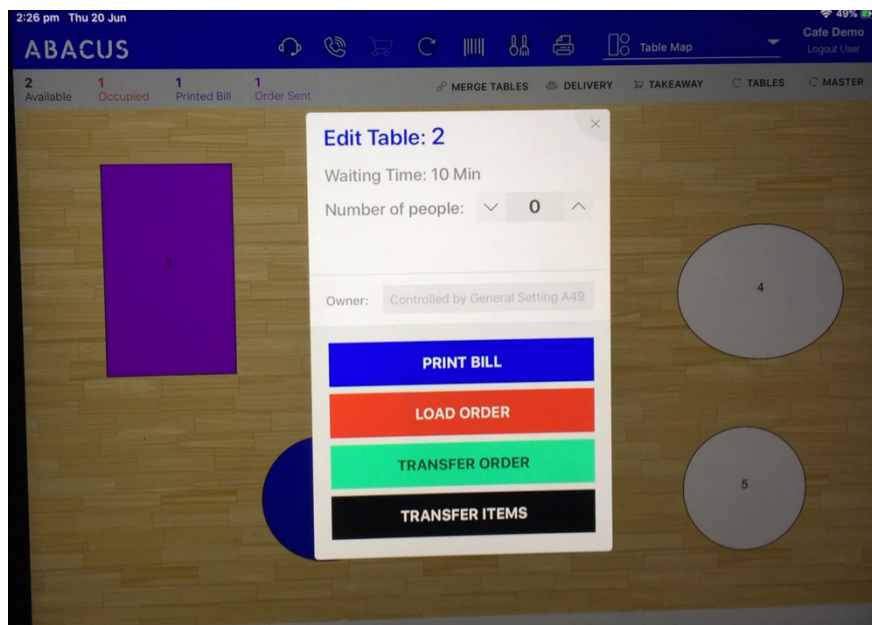 2:26 pm Thu 20 Jun
49%
ABACUS
Table Map
Cafe Demo
Logout User
2
Available
1
Occupied
1
Printed Bill
1
Order Sent
MERGE TABLES
DELIVERY
TAKEAWAY
TABLES
MASTER
Edit Table: 2
Waiting Time: 10 Min
Number of people: 0
Owner: Controlled by General Setting A49
PRINT BILL
LOAD ORDER
TRANSFER ORDER
TRANSFER ITEMS
1
4
5